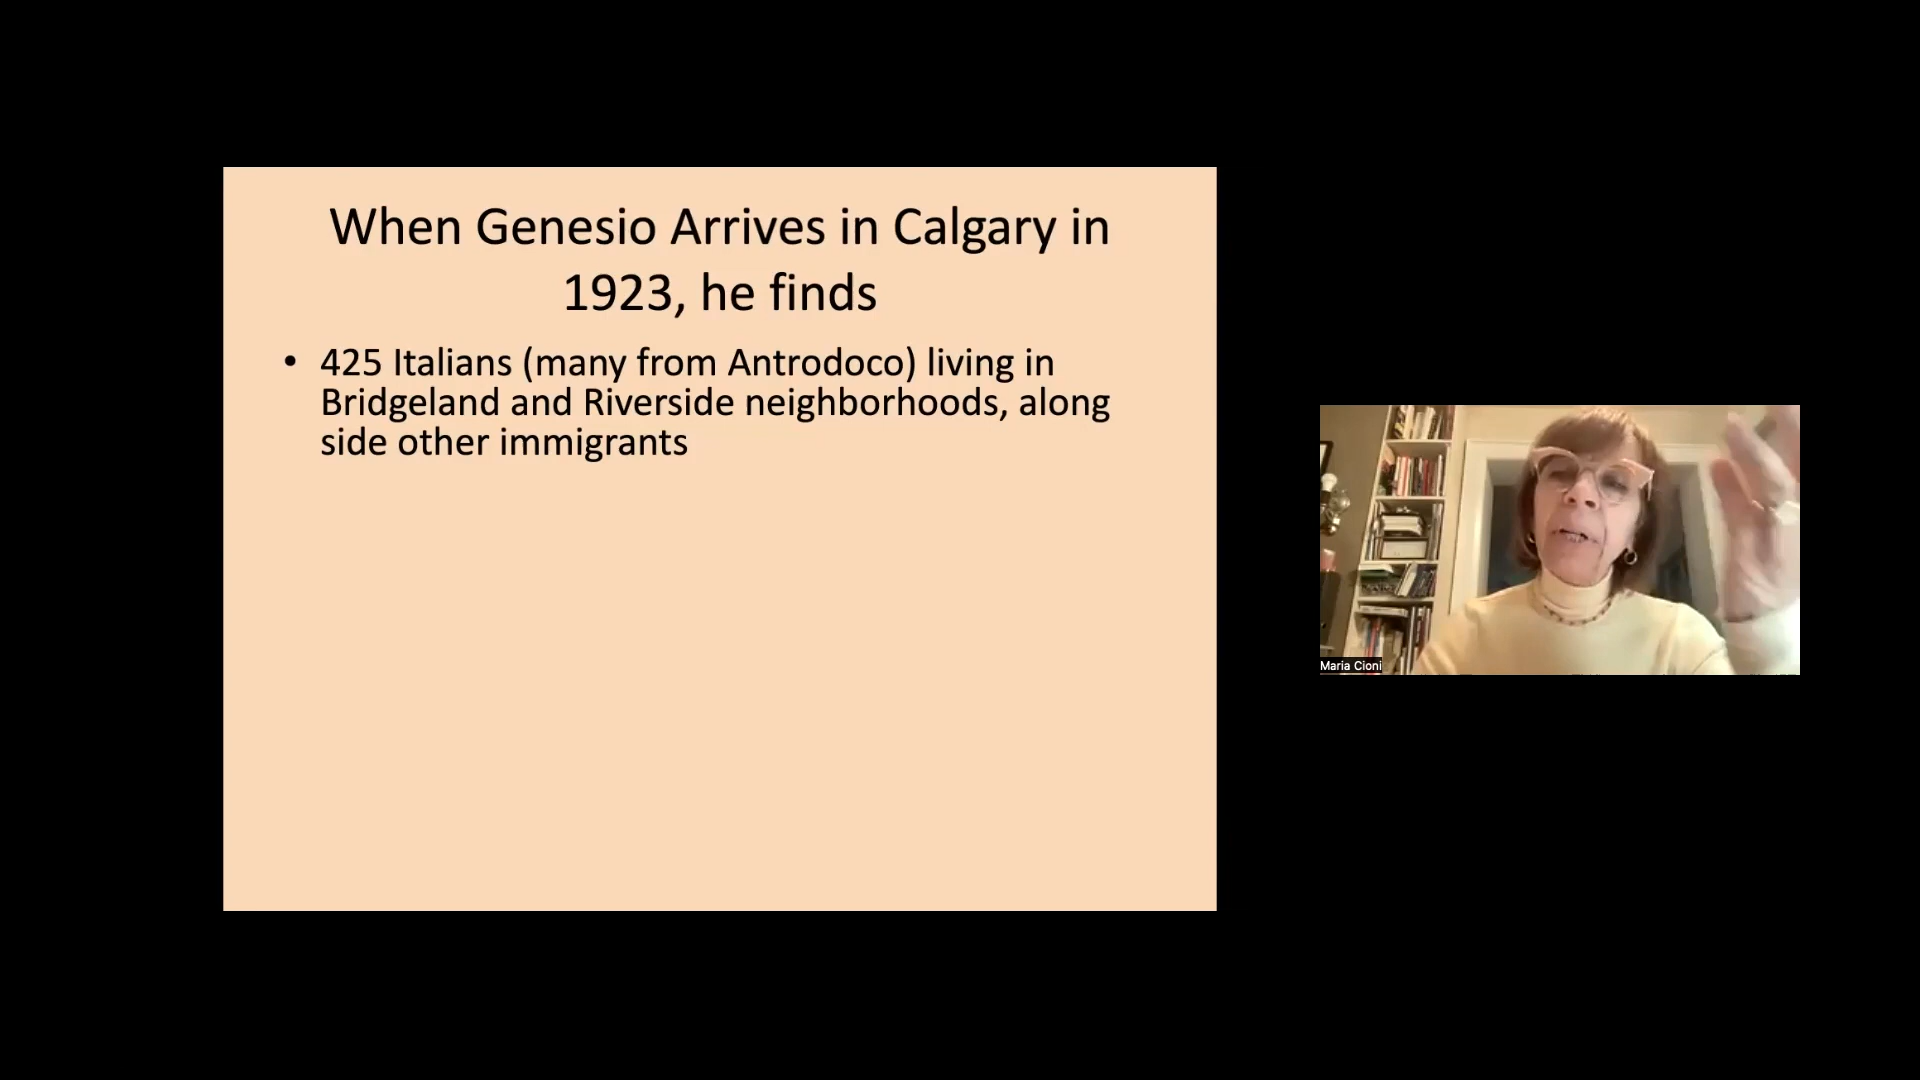 When Genesio Arrives in Calgary in
1923, he finds
• 425 Italians (many from Antrodoco) living in
Bridgeland and Riverside neighborhoods, along
side other immigrants
Maria Cioni